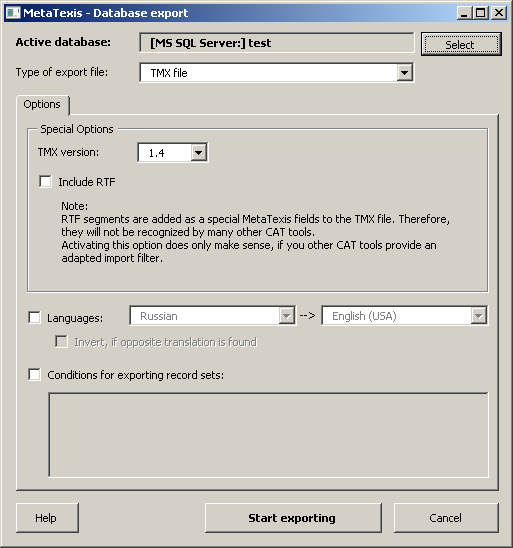 MetaTexis - Database export
Active database: [MS SQL Server:] test Select
Type of export file: TMX file
Options
Special Options
TMX version: 1.4
Include RTF
Note:
RTF segments are added as a special MetaTexis fields to the TMX file. Therefore,
they will not be recognized by many other CAT tools.
Activating this option does only make sense, if you other CAT tools provide an
adapted import filter.
Languages: Russian --> English (USA)
Invert, if opposite translation is found
Conditions for exporting record sets:
Help Start exporting Cancel